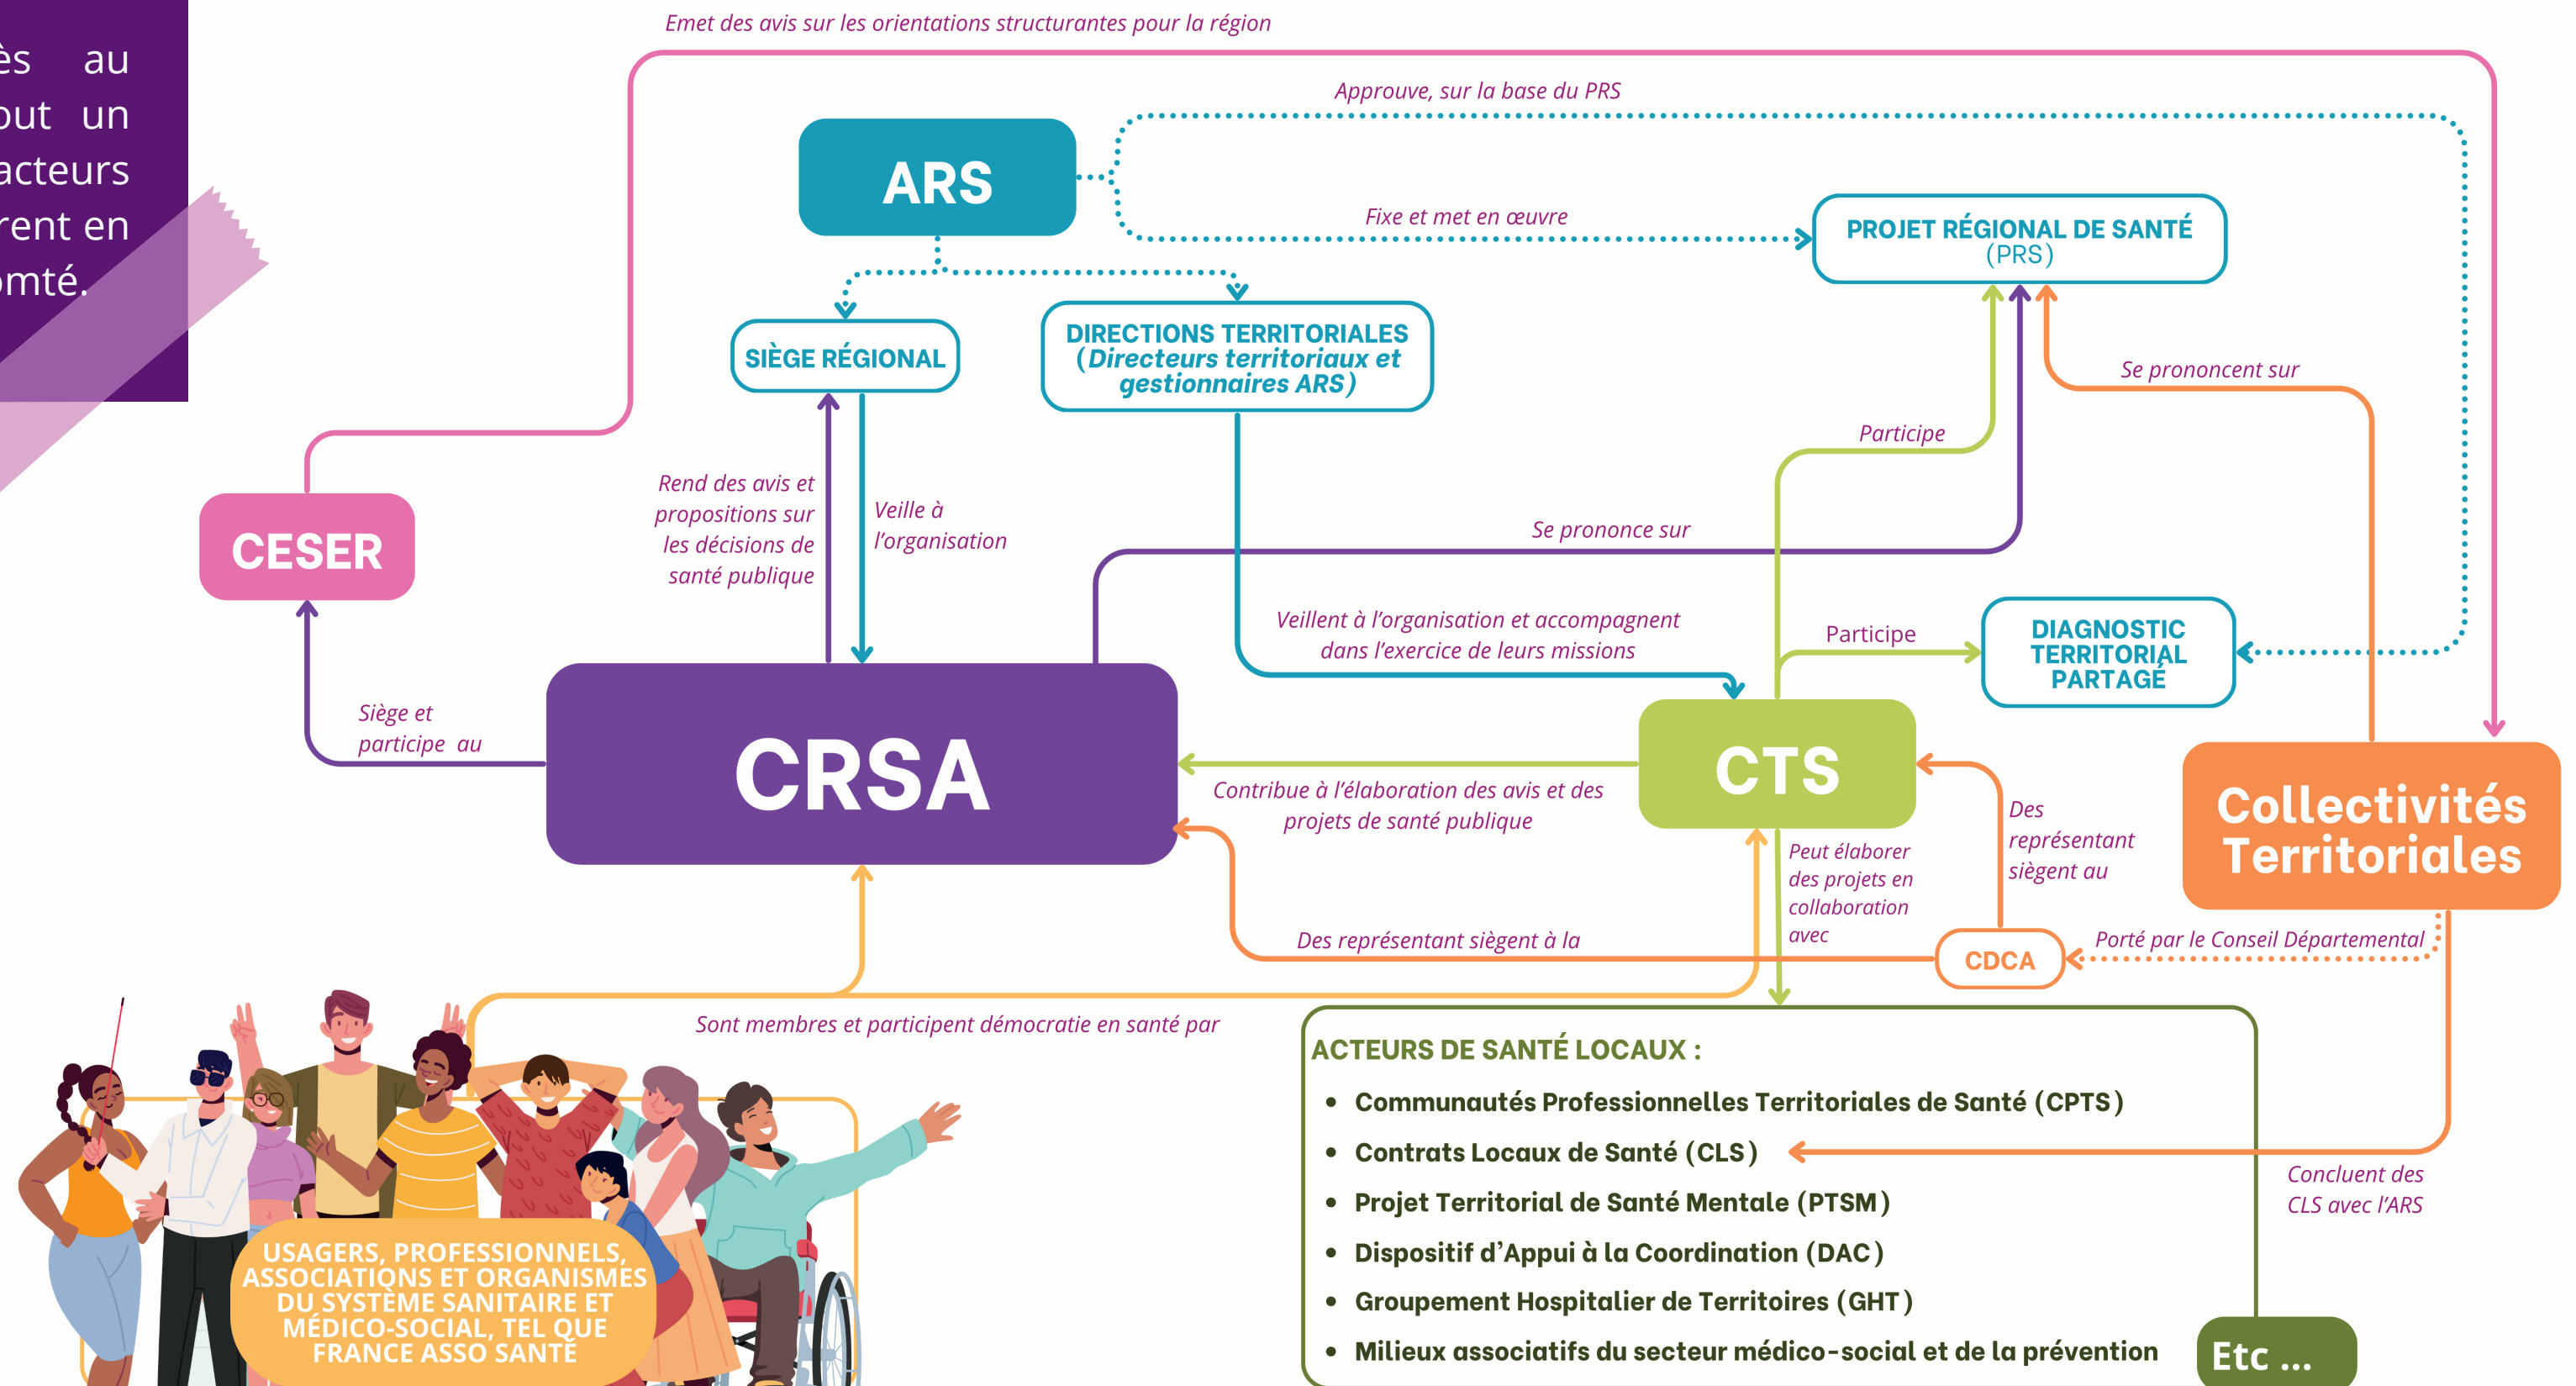 ès au
out un
acteurs
rent en
omté.
Emet des avis sur les orientations structurantes pour la région
Approuve, sur la base du PRS
ARS
Fixe et met en œuvre
PROJET RÉGIONAL DE SANTÉ
(PRS)
SIÈGE RÉGIONAL
DIRECTIONS TERRITORIALES
(Directeurs territoriaux et
gestionnaires ARS)
Se prononcent sur
Participe
Rend des avis et
propositions sur
les décisions de
santé publique
Veille à
l'organisation
Se prononce sur
CESER
Veillent à l'organisation et accompagnent
dans l'exercice de leurs missions
Participe
DIAGNOSTIC
TERRITORIAL
PARTAGÉ
Siège et
participe au
CRSA
CTS
Contribue à l'élaboration des avis et des
projets de santé publique
Collectivités
Territoriales
Des
représentant
siègent au
Peut élaborer
des projets en
collaboration
avec
Des représentant siègent à la
CDCA
Porté par le Conseil Départemental
Sont membres et participent démocratie en santé par
ACTEURS DE SANTÉ LOCAUX :
• Communautés Professionnelles Territoriales de Santé (CPTS)
• Contrats Locaux de Santé (CLS)
• Projet Territorial de Santé Mentale (PTSM)
• Dispositif d'Appui à la Coordination (DAC)
• Groupement Hospitalier de Territoires (GHT)
• Milieux associatifs du secteur médico-social et de la prévention
Concluent des
CLS avec l'ARS
Etc ...
USAGERS, PROFESSIONNELS,
ASSOCIATIONS ET ORGANISMES
DU SYSTÈME SANITAIRE ET
MÉDICO-SOCIAL, TEL QUE
FRANCE ASSO SANTÉ